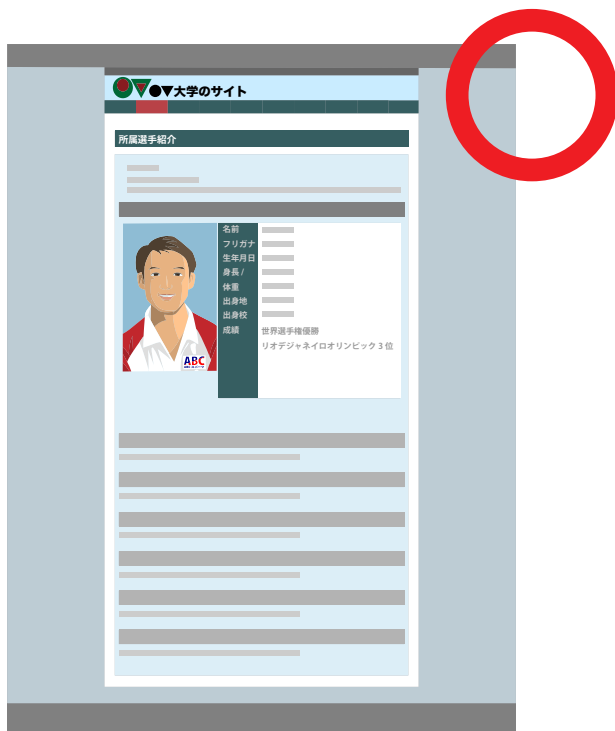 ●▼大学のサイト
所属選手紹介
名前
フリガナ
生年月日
身長 /
体重
出身地
出身校
成績 世界選手権優勝
リオデジャネイロオリンピック 3 位
ABC